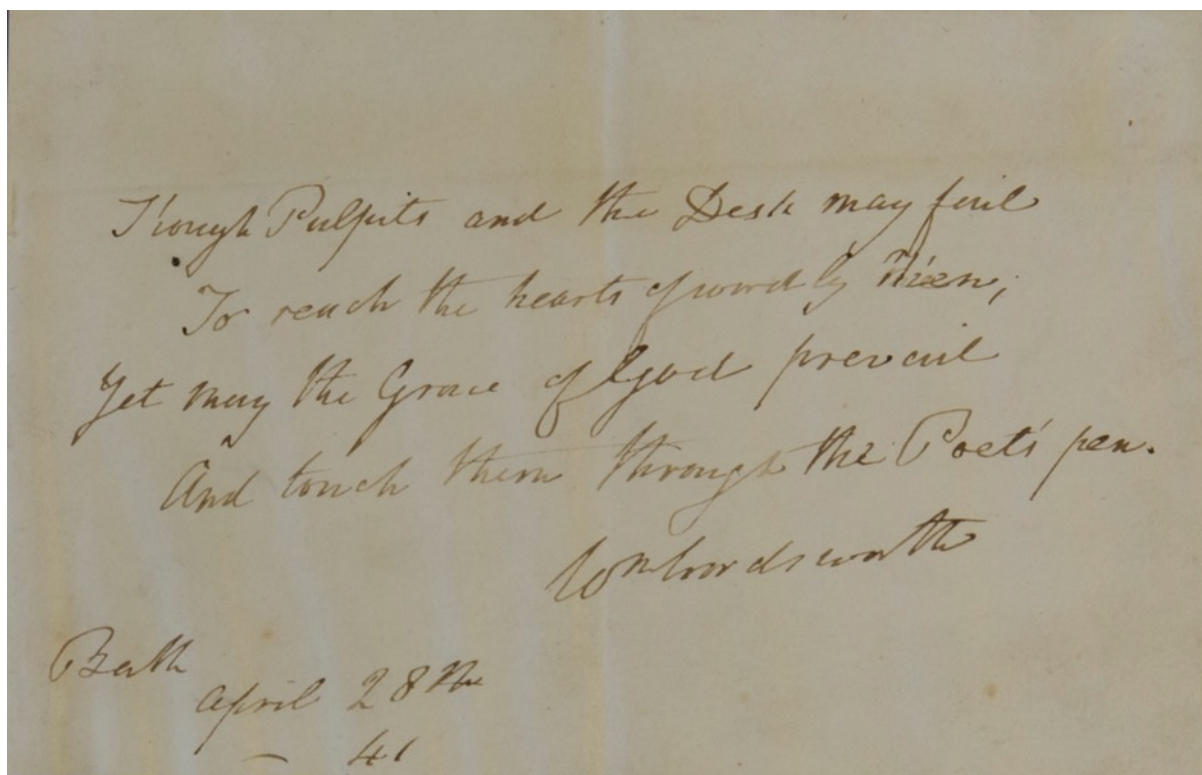 Though Pulpits and the Desk may fail
To reach the hearts of wordly Men;
Yet may the Grace of God prevail
And touch them through the Poet's pen.
Wm Wordsworth
Bath
April 28th
— 41